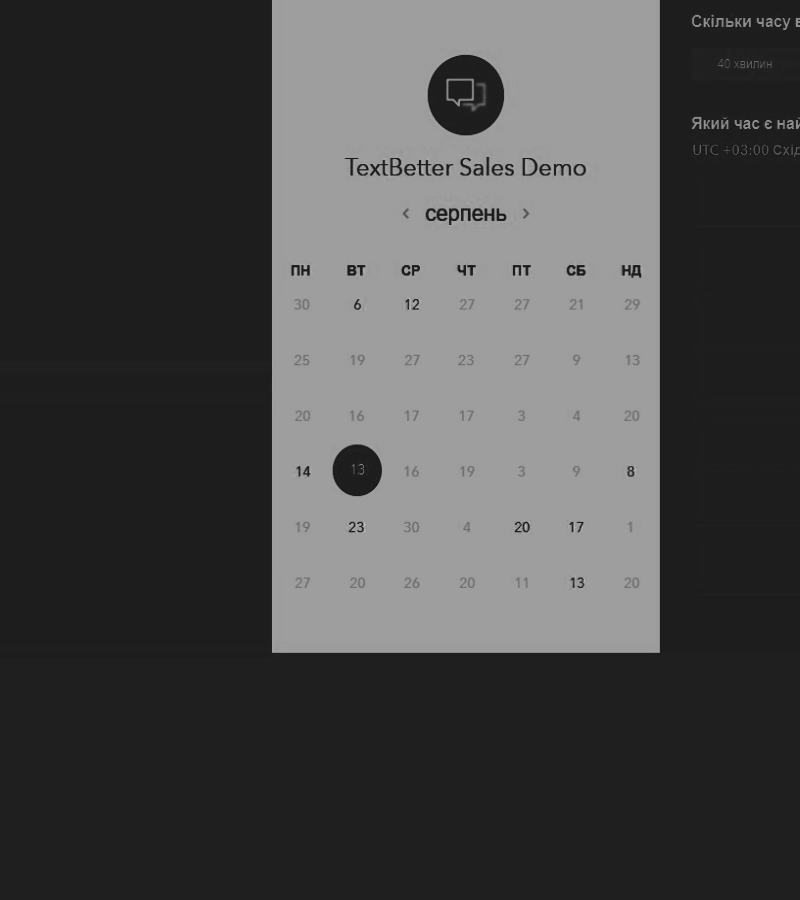 TextBetter Sales Demo
‹ серпень ›
ПН ВТ СР ЧТ ПТ СБ НД
30 6 12 27 27 21 29
25 19 27 23 27 9 13
20 16 17 17 3 4 20
14 13 16 19 3 9 8
19 23 30 4 20 17 1
27 20 26 20 11 13 20
Скільки часу в
40 хвилин
Який час є най
UTC +03:00 Схід